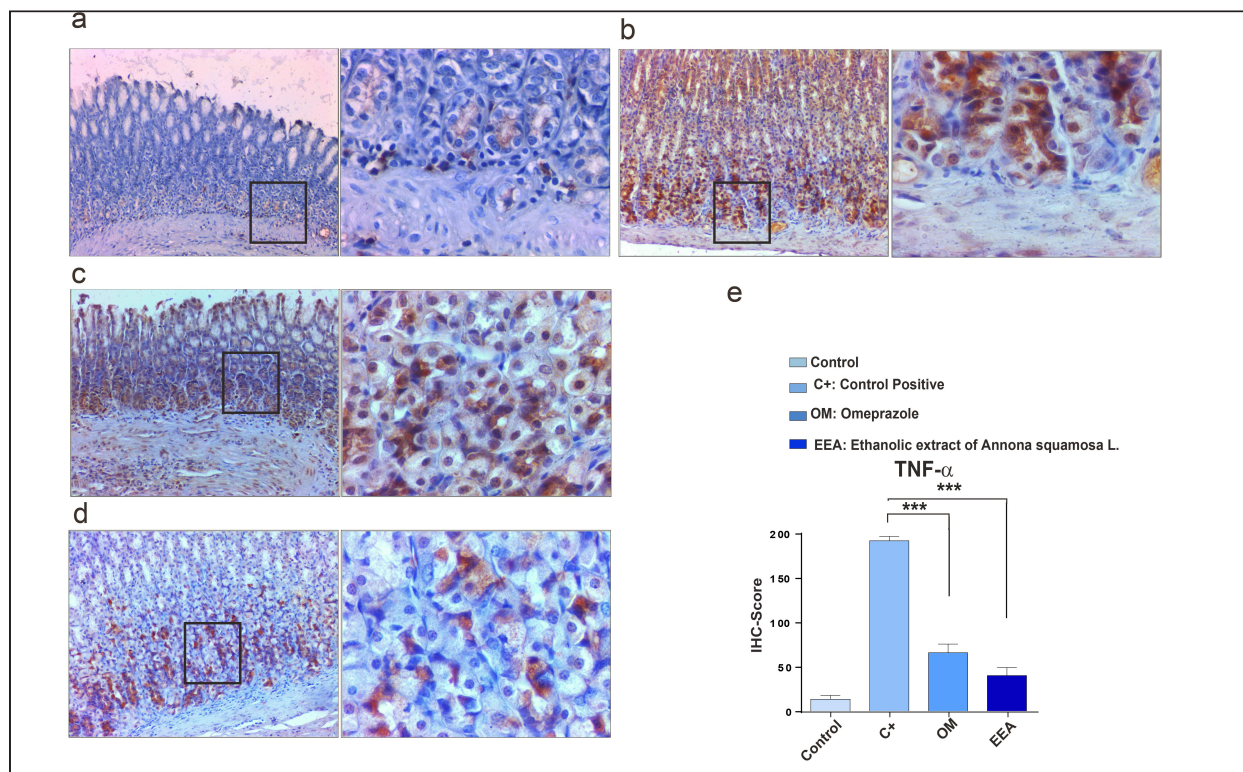 a
b
c
d
e
Control
C+: Control Positive
OM: Omeprazole
EEA: Ethanolic extract of Annona squamosa L.
TNF-α
***
***
IHC-Score
200
150
100
50
0
Control
C+
OM
EEA